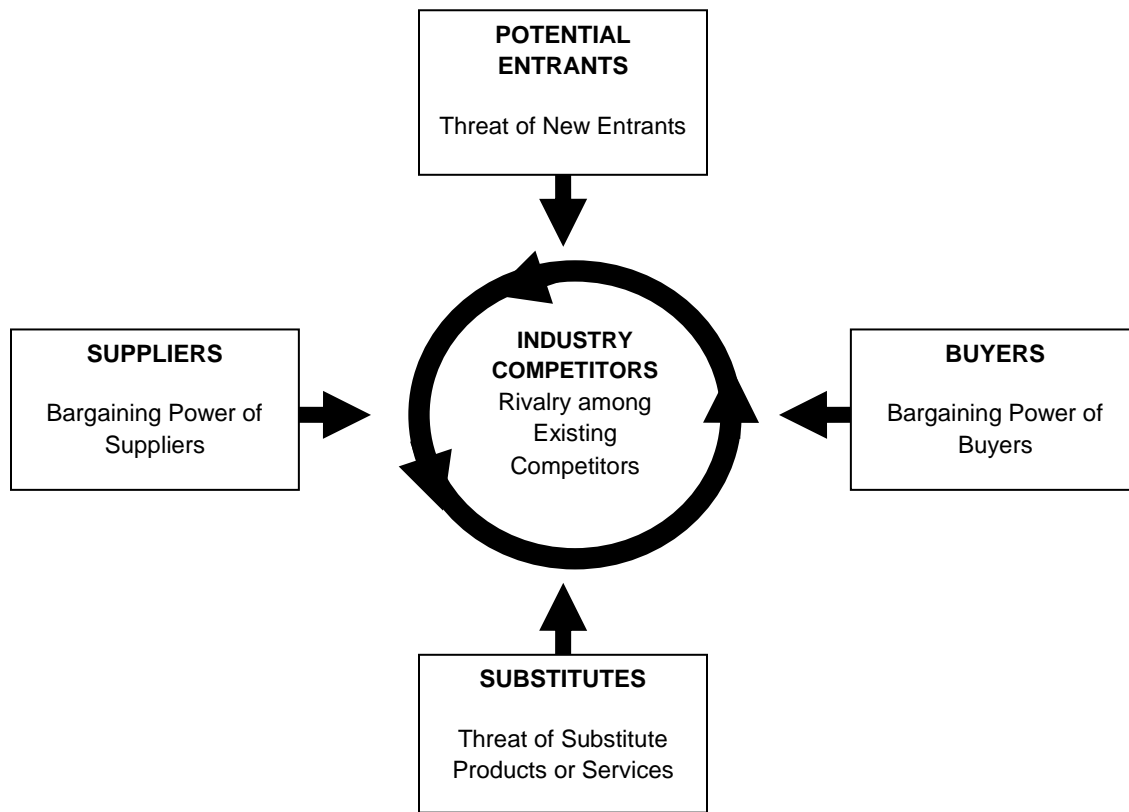 POTENTIAL
ENTRANTS
Threat of New Entrants
SUPPLIERS
Bargaining Power of
Suppliers
INDUSTRY
COMPETITORS
Rivalry among
Existing
Competitors
BUYERS
Bargaining Power of
Buyers
SUBSTITUTES
Threat of Substitute
Products or Services